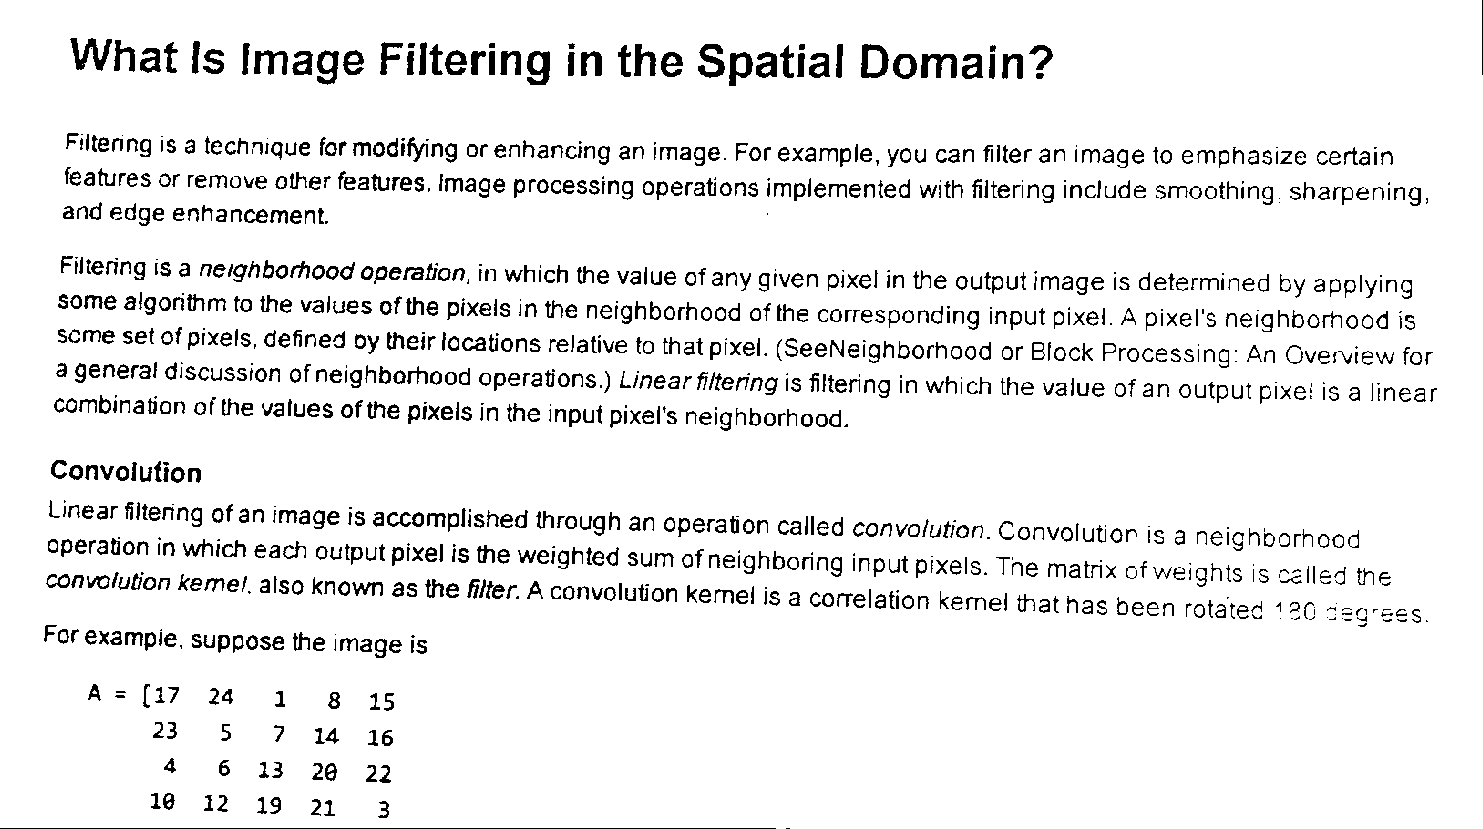 What Is Image Filtering in the Spatial Domain?
Filtering is a technique for modifying or enhancing an image. For example, you can filter an image to emphasize certain
features or remove other features. Image processing operations implemented with filtering include smoothing, sharpening,
and edge enhancement.
Filtering is a neighborhood operation, in which the value of any given pixel in the output image is determined by applying
some algorithm to the values of the pixels in the neighborhood of the corresponding input pixel. A pixel's neighborhood is
some set of pixels, defined by their locations relative to that pixel. (SeeNeighborhood or Block Processing: An Overview for
a general discussion of neighborhood operations.) Linear filtering is filtering in which the value of an output pixel is a linear
combination of the values of the pixels in the input pixel's neighborhood.
Convolution
Linear filtering of an image is accomplished through an operation called convolution. Convolution is a neighborhood
operation in which each output pixel is the weighted sum of neighboring input pixels. The matrix of weights is called the
convolution kernel, also known as the filter. A convolution kernel is a correlation kernel that has been rotated 180 degrees.
For example, suppose the image is
A = [17 24 1 8 15
23 5 7 14 16
4 6 13 20 22
10 12 19 21 3